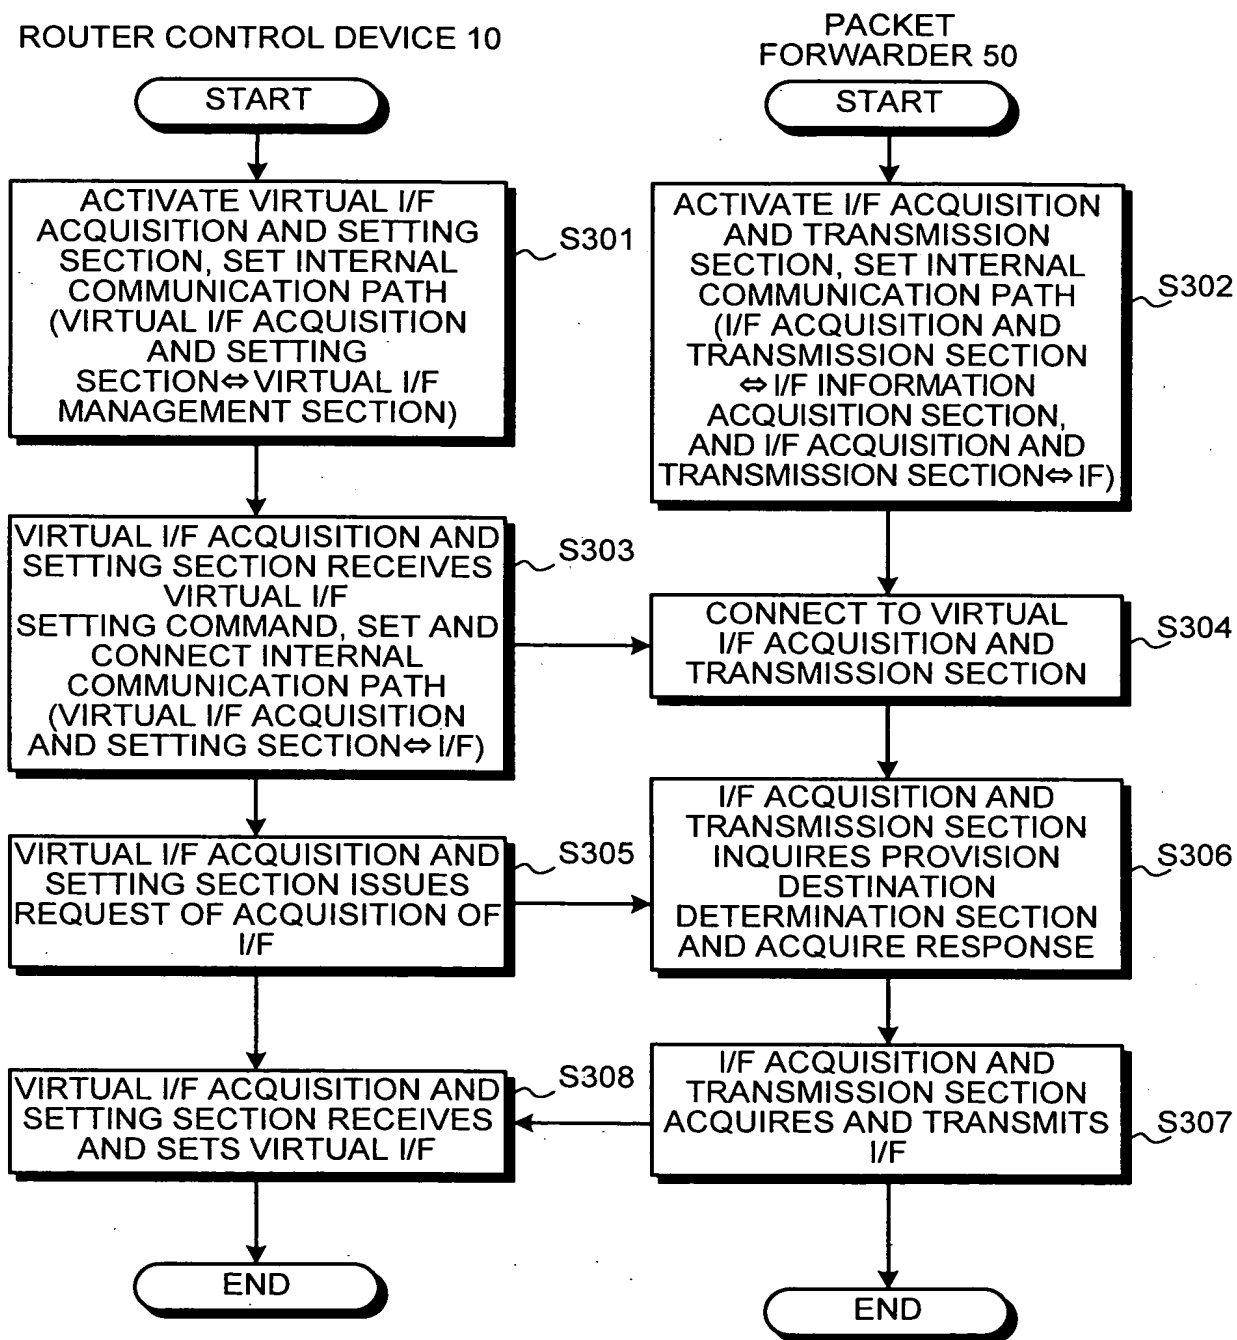 ROUTER CONTROL DEVICE 10
START
ACTIVATE VIRTUAL I/F
ACQUISITION AND SETTING
SECTION, SET INTERNAL
COMMUNICATION PATH
(VIRTUAL I/F ACQUISITION
AND SETTING
SECTION⇔VIRTUAL I/F
MANAGEMENT SECTION)
S301
VIRTUAL I/F ACQUISITION AND
SETTING SECTION RECEIVES
VIRTUAL I/F
SETTING COMMAND, SET AND
CONNECT INTERNAL
COMMUNICATION PATH
(VIRTUAL I/F ACQUISITION
AND SETTING SECTION⇔I/F)
S303
VIRTUAL I/F ACQUISITION AND
SETTING SECTION ISSUES
REQUEST OF ACQUISITION OF
I/F
S305
VIRTUAL I/F ACQUISITION AND
SETTING SECTION RECEIVES
AND SETS VIRTUAL I/F
S308
END
PACKET
FORWARDER 50
START
ACTIVATE I/F ACQUISITION
AND TRANSMISSION
SECTION, SET INTERNAL
COMMUNICATION PATH
(I/F ACQUISITION AND
TRANSMISSION SECTION
⇔I/F INFORMATION
ACQUISITION SECTION,
AND I/F ACQUISITION AND
TRANSMISSION SECTION⇔IF)
S302
CONNECT TO VIRTUAL
I/F ACQUISITION AND
TRANSMISSION SECTION
S304
I/F ACQUISITION AND
TRANSMISSION SECTION
INQUIRES PROVISION
DESTINATION
DETERMINATION SECTION
AND ACQUIRE RESPONSE
S306
I/F ACQUISITION AND
TRANSMISSION SECTION
ACQUIRES AND TRANSMITS
I/F
S307
END